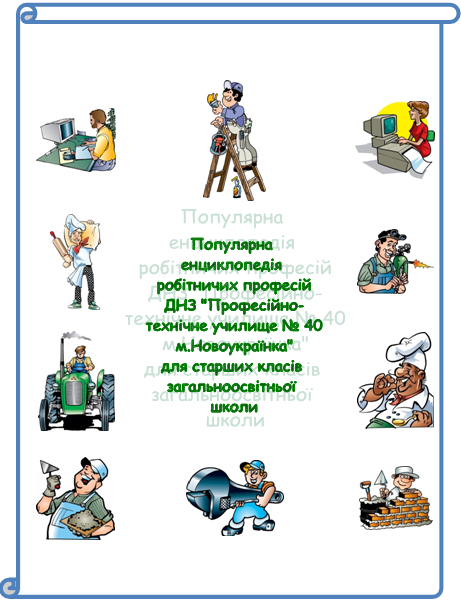 Популярна
енциклопедія
робітничих професій
ДНЗ "Професійно-
технічне училище № 40
м.Новоукраїнка"
для старших класів
загальноосвітньої
школи